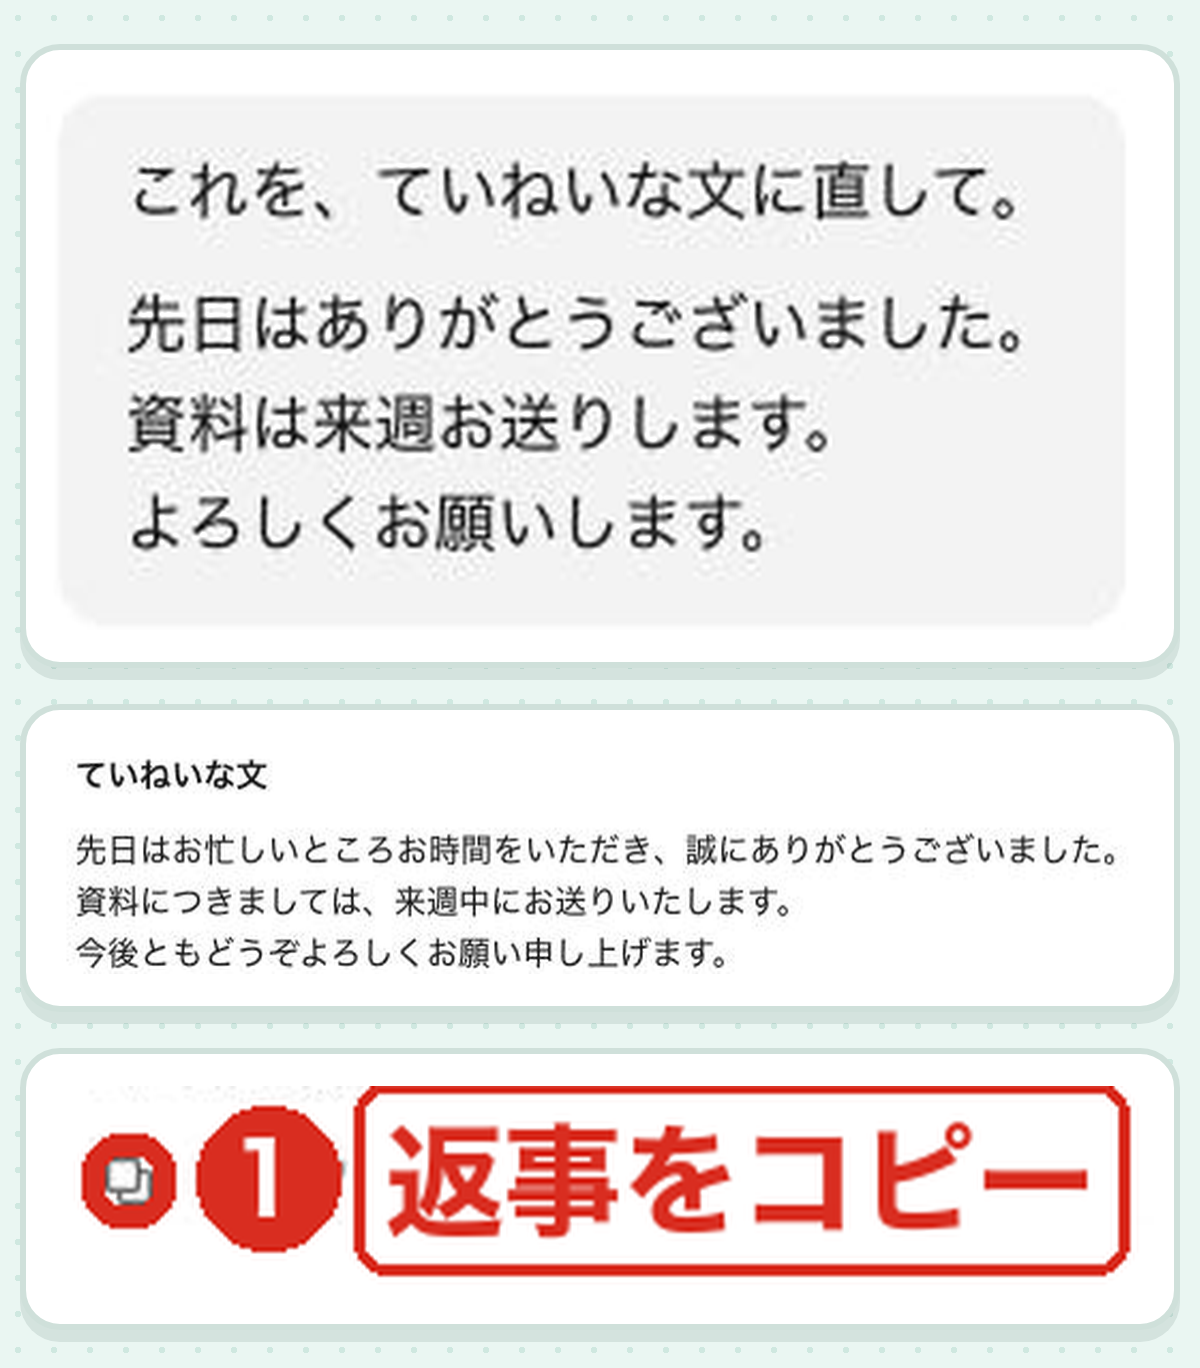 これを、ていねいな文に直して。
先日はありがとうございました。
資料は来週お送りします。
よろしくお願いします。
ていねいな文
先日はお忙しいところお時間をいただき、誠にありがとうございました。
資料につきましては、来週中にお送りいたします。
今後ともどうぞよろしくお願い申し上げます。
1 返事をコピー